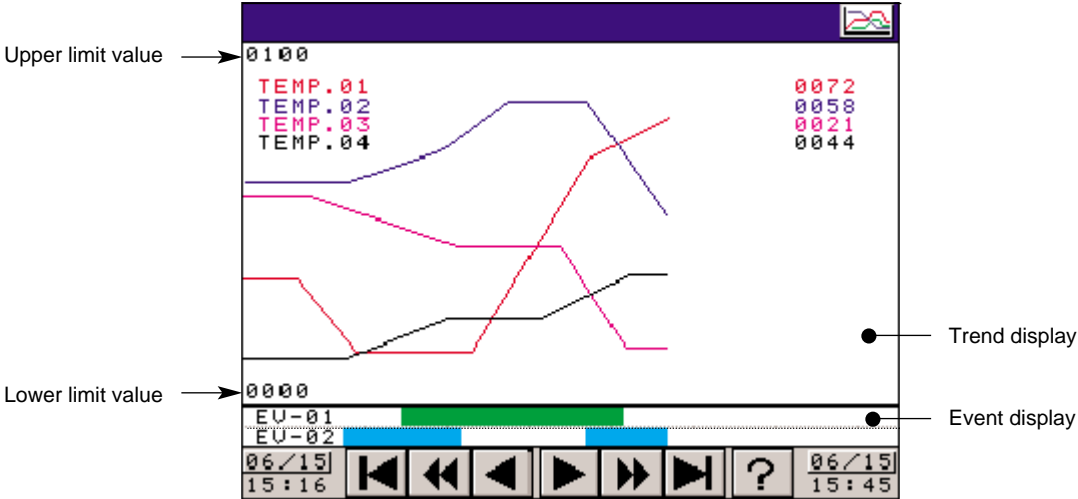 Upper limit value
0100
TEMP.01 0072
TEMP.02 0058
TEMP.03 0021
TEMP.04 0044
Trend display
Lower limit value
0000
EV-01
Event display
EV-02
06/15 ? 06/15
15:16 15:45